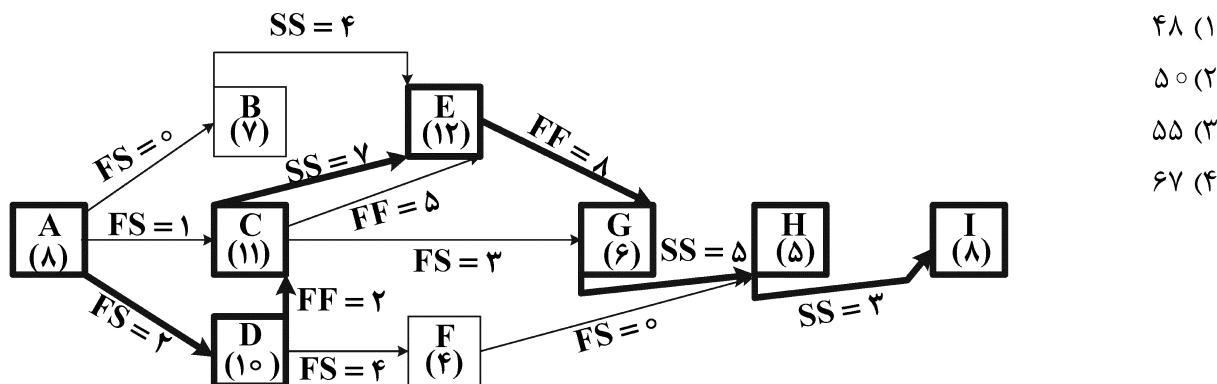 SS = ۴
B
(۷)
E
(۱۲)
FS = ۰
SS = ۷
FF = ۸
FF = ۵
A
(۸)
FS = ۱
C
(۱۱)
FS = ۳
G
(۶)
SS = ۵
H
(۵)
I
(۸)
FS = ۲
FF = ۲
SS = ۳
D
(۱۰)
FS = ۴
F
(۴)
FS = ۰
۱) ۴۸
۲) ۵۰
۳) ۵۵
۴) ۶۷